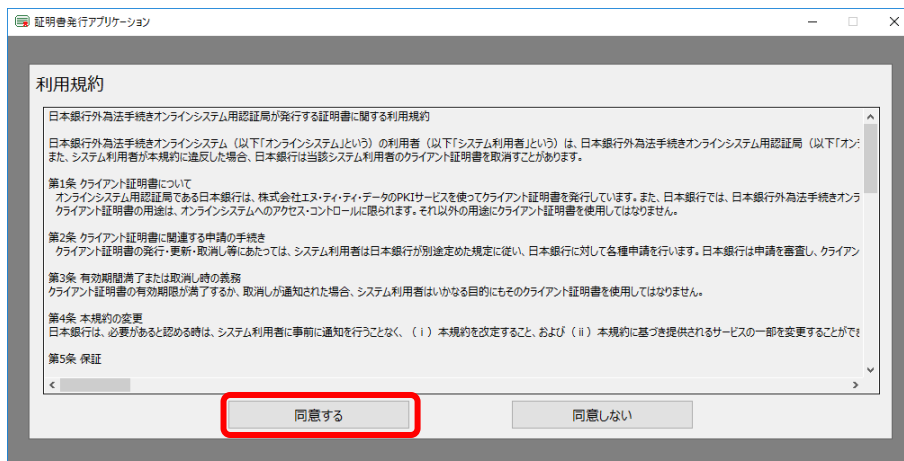 証明書発行アプリケーション
利用規約
日本銀行外為法手続きオンラインシステム用認証局が発行する証明書に関する利用規約
日本銀行外為法手続きオンラインシステム（以下「オンラインシステム」という）の利用者（以下「システム利用者」という）は、日本銀行外為法手続きオンラインシステム用認証局（以下「オン
また、システム利用者が本規約に違反した場合、日本銀行は当該システム利用者のクライアント証明書を取消すことがあります。
第1条 クライアント証明書について
オンラインシステム用認証局である日本銀行は、株式会社エヌ・ティ・ティ・データのPKIサービスを使ってクライアント証明書を発行しています。また、日本銀行では、日本銀行外為法手続きオンラ
クライアント証明書の用途は、オンラインシステムへのアクセス・コントロールに限られます。それ以外の用途にクライアント証明書を使用してはなりません。
第2条 クライアント証明書に関連する申請の手続き
クライアント証明書の発行・更新・取消し等にあたっては、システム利用者は日本銀行が別途定めた規定に従い、日本銀行に対して各種申請を行います。日本銀行は申請を審査し、クライアン
第3条 有効期間満了または取消し時の義務
クライアント証明書の有効期限が満了するか、取消しが通知された場合、システム利用者はいかなる目的にもそのクライアント証明書を使用してはなりません。
第4条 本規約の変更
日本銀行は、必要があると認める時は、システム利用者に事前に通知を行うことなく、（ⅰ）本規約を改定すること、および（ⅱ）本規約に基づき提供されるサービスの一部を変更することがで
第5条 保証
同意する
同意しない